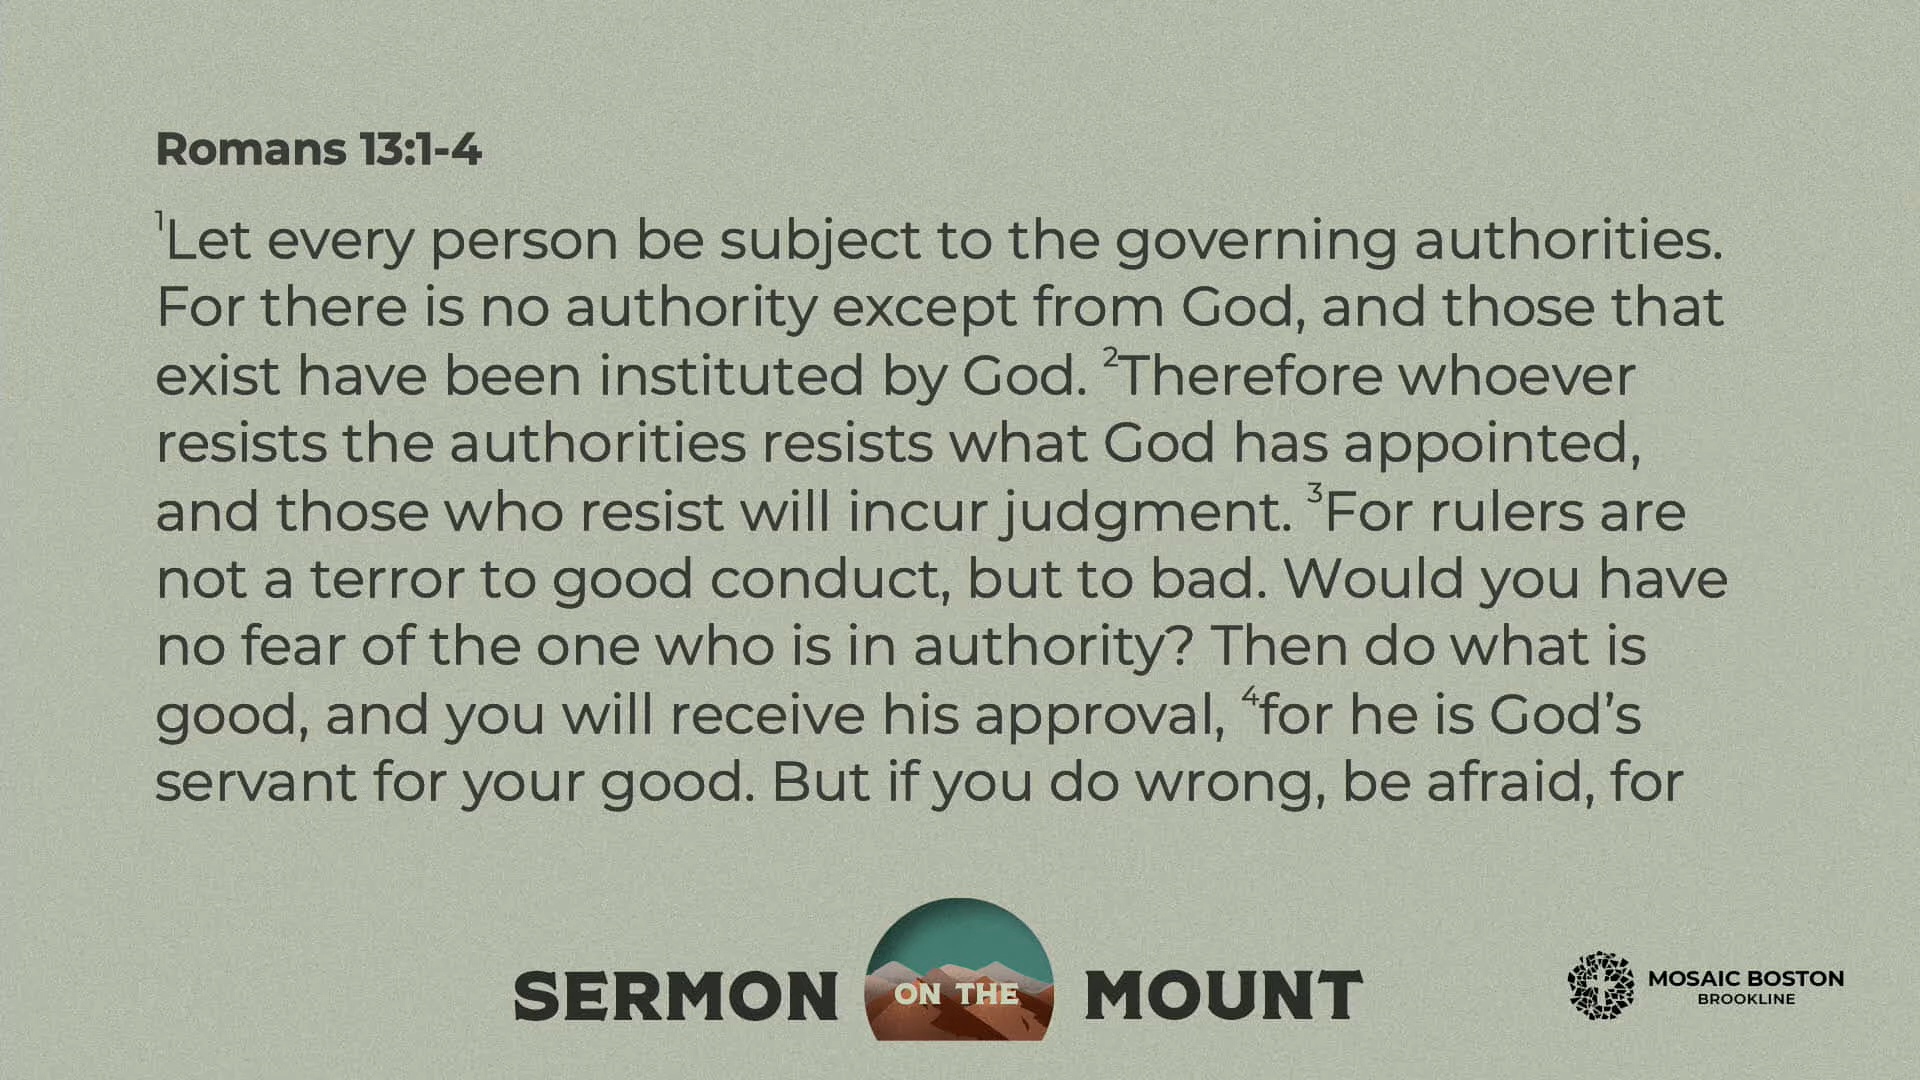 Romans 13:1-4
¹Let every person be subject to the governing authorities.
For there is no authority except from God, and those that
exist have been instituted by God. ²Therefore whoever
resists the authorities resists what God has appointed,
and those who resist will incur judgment. ³For rulers are
not a terror to good conduct, but to bad. Would you have
no fear of the one who is in authority? Then do what is
good, and you will receive his approval, ⁴for he is God’s
servant for your good. But if you do wrong, be afraid, for
SERMON ON THE MOUNT
MOSAIC BOSTON
BROOKLINE